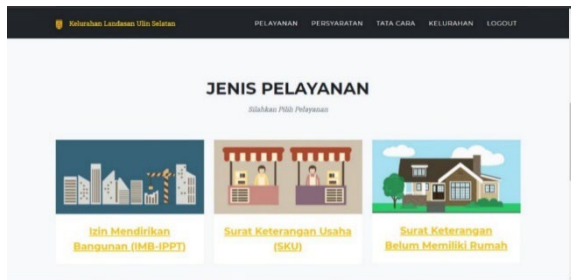 Kelurahan Landasan Ulin Selatan
PELAYANAN PERSYARATAN TATA CARA KELURAHAN LOGOUT
JENIS PELAYANAN
Silahkan Pilih Pelayanan
Izin Mendirikan
Bangunan (IMB-IPPT)
Surat Keterangan Usaha
(SKU)
Surat Keterangan
Belum Memiliki Rumah